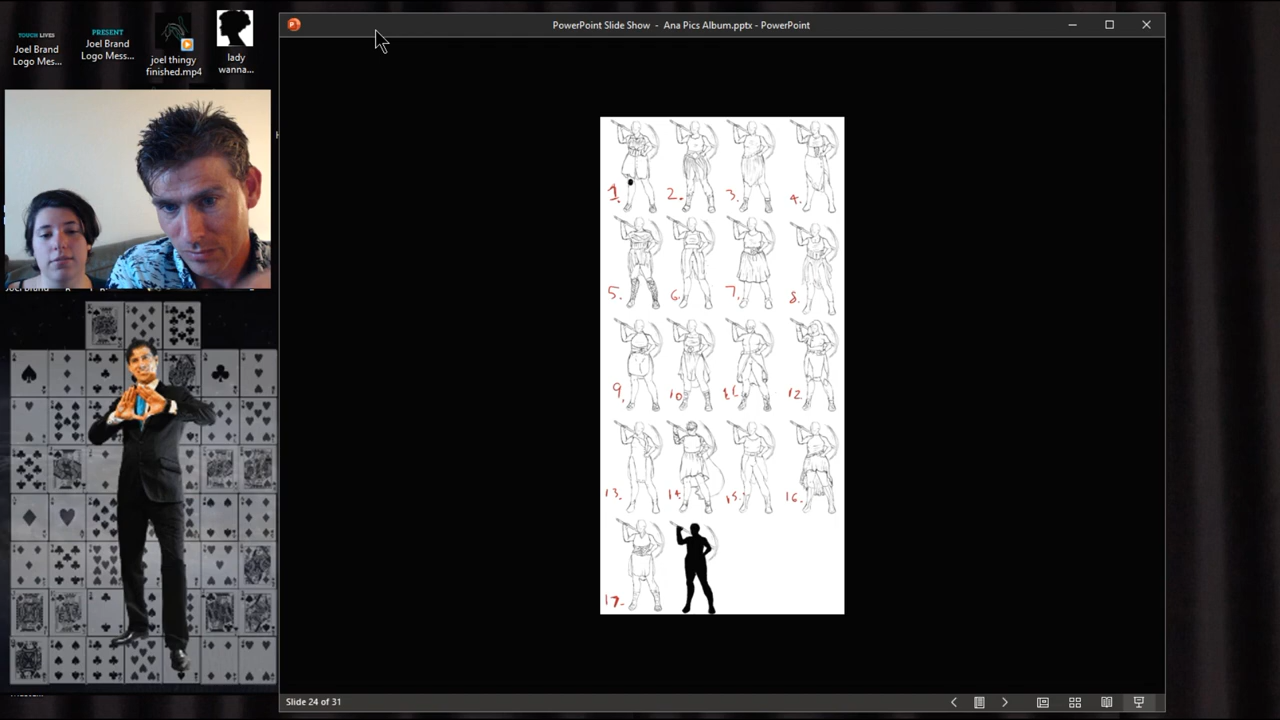 TOUCH LIVES
Joel Brand
Logo Mes...
PRESENT
Joel Brand
Logo Mess...
joel thingy
finished.mp4
lady
wanna...
PowerPoint Slide Show - Ana Pics Album.pptx - PowerPoint
1.
2.
3.
4.
5.
6.
7.
8.
9.
10
11.
12.
13.
14.
15.
16.
17.
Slide 24 of 31